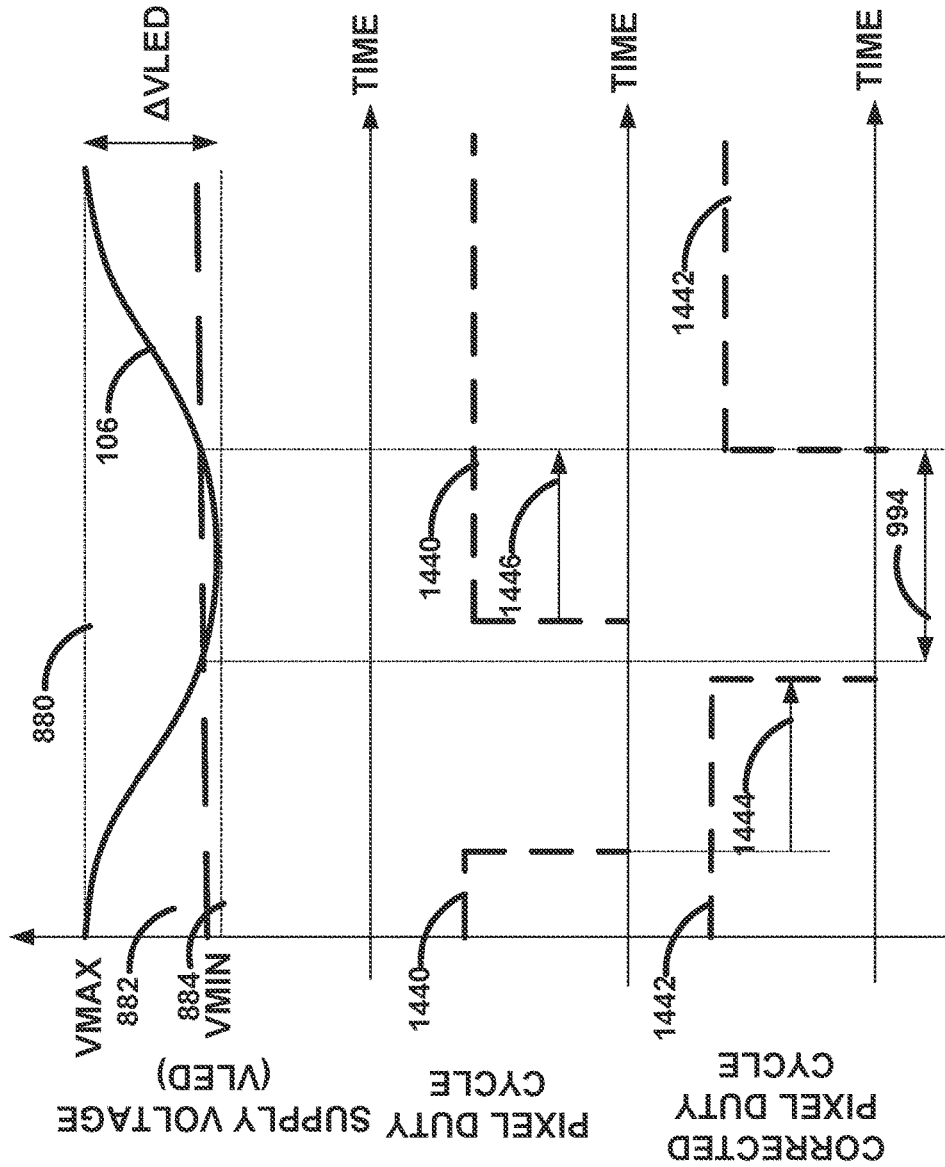 SUPPLY VOLTAGE
(VLED)
VMAX
882
884
VMIN
880
106
ΔVLED
TIME
PIXEL DUTY
CYCLE
1440
1440
1446
TIME
CORRECTED
PIXEL DUTY
CYCLE
1442
1444
1442
994
TIME